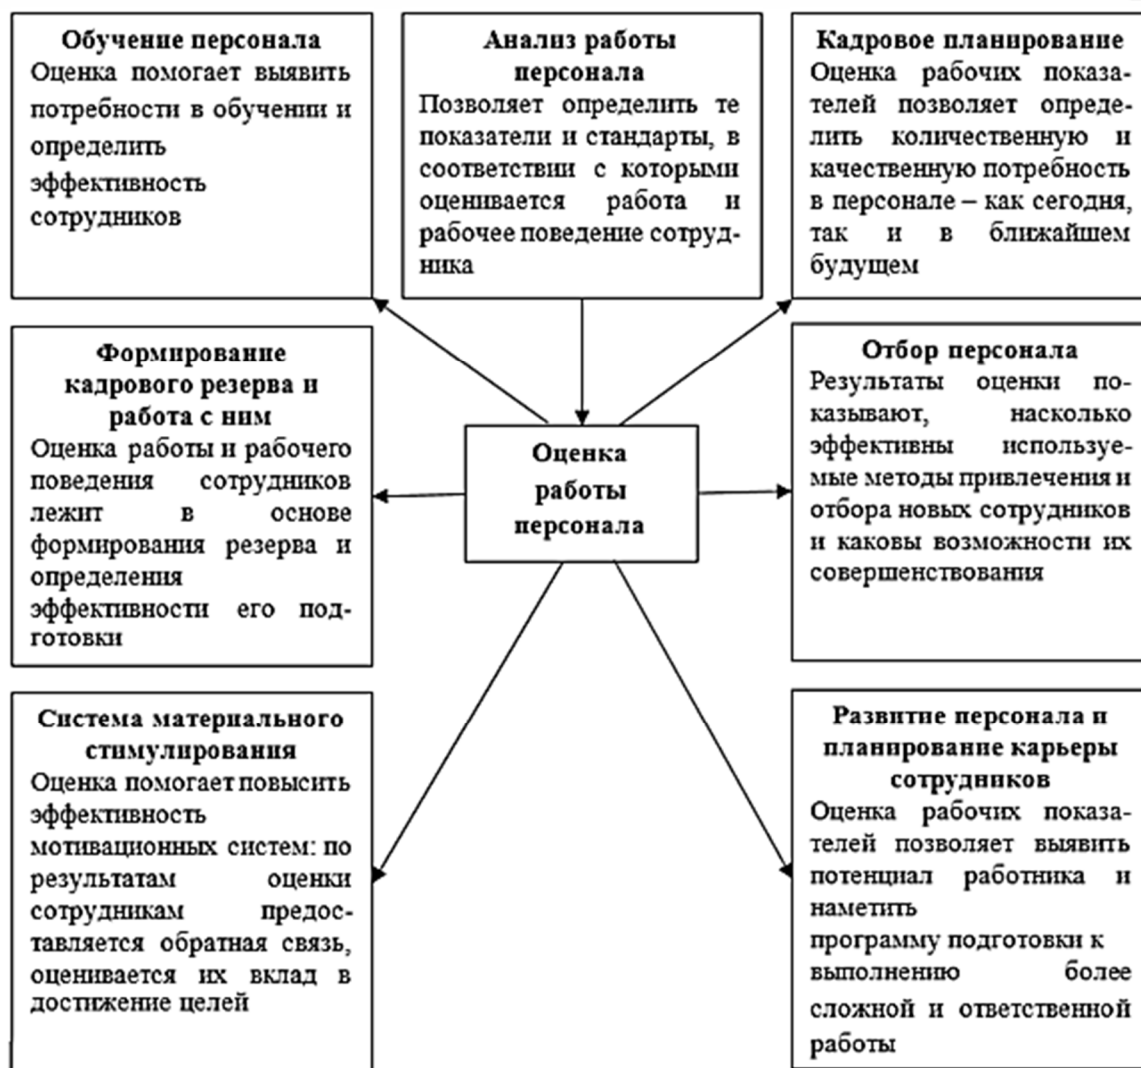 Обучение персонала
Оценка помогает выявить
потребности в обучении и
определить
эффективность
сотрудников
Анализ работы
персонала
Позволяет определить те
показатели и стандарты, в
соответствии с которыми
оценивается работа и
рабочее поведение сотруд-
ника
Кадровое планирование
Оценка рабочих показа-
телей позволяет опреде-
лить количественную и
качественную потребность
в персонале – как сегодня,
так и в ближайшем
будущем
Формирование
кадрового резерва и
работа с ним
Оценка работы и рабочего
поведения сотрудников
лежит в основе
формирования резерва и
определения
эффективности его под-
готовки
Оценка
работы
персонала
Отбор персонала
Результаты оценки по-
казывают, насколько
эффективны используе-
мые методы привлечения и
отбора новых сотрудников
и каковы возможности их
совершенствования
Система материального
стимулирования
Оценка помогает повысить
эффективность
мотивационных систем: по
результатам оценки
сотрудникам предос-
тавляется обратная связь,
оценивается их вклад в
достижение целей
Развитие персонала и
планирование карьеры
сотрудников
Оценка рабочих показа-
телей позволяет выявить
потенциал работника и
наметить
программу подготовки к
выполнению более
сложной и ответственной
работы